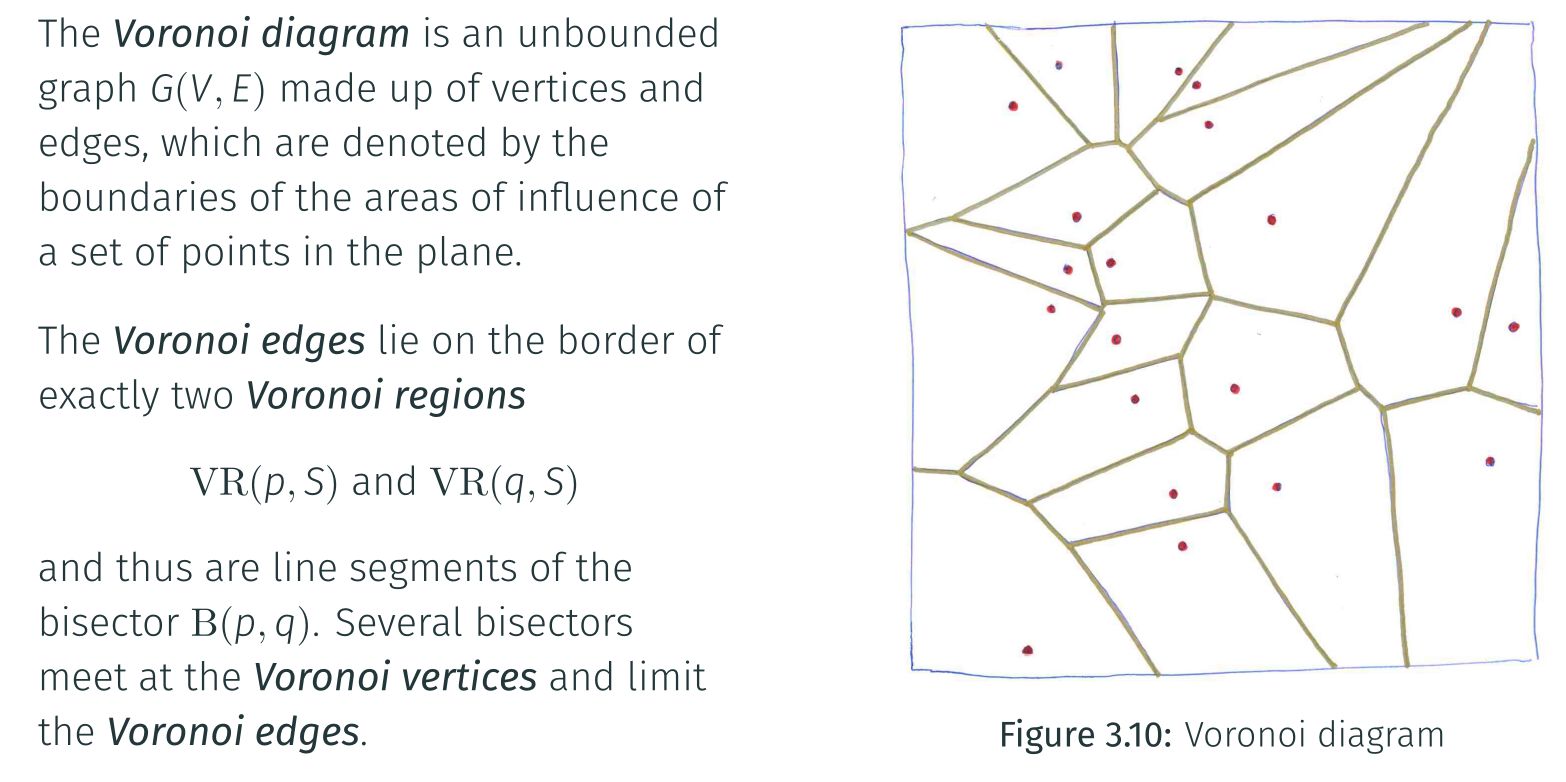 The Voronoi diagram is an unbounded
graph G(V, E) made up of vertices and
edges, which are denoted by the
boundaries of the areas of influence of
a set of points in the plane.
The Voronoi edges lie on the border of
exactly two Voronoi regions
VR(p, S) and VR(q, S)
and thus are line segments of the
bisector B(p, q). Several bisectors
meet at the Voronoi vertices and limit
the Voronoi edges.
Figure 3.10: Voronoi diagram